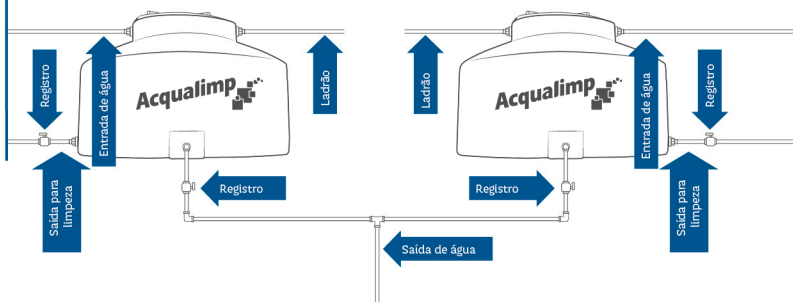 Registro
Entrada de água
Acqualimp
Ladrão
Ladrão
Acqualimp
Entrada de água
Registro
Saída para
limpeza
Registro
Registro
Saída para
limpeza
Saída de água